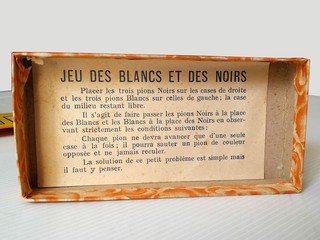 JEU DES BLANCS ET DES NOIRS
Placer les trois pions Noirs sur les cases de droite
et les trois pions Blancs sur celles de gauche ; la case
du milieu restant libre.
Il s'agit de faire passer les pions Noirs à la place
des Blancs et les Blancs à la place des Noirs en obser-
vant strictement les conditions suivantes :
Chaque pion ne devra avancer que d'une seule
case à la fois ; il pourra sauter un pion de couleur
opposée et ne jamais reculer.
La solution de ce petit problème est simple mais
il faut y penser.